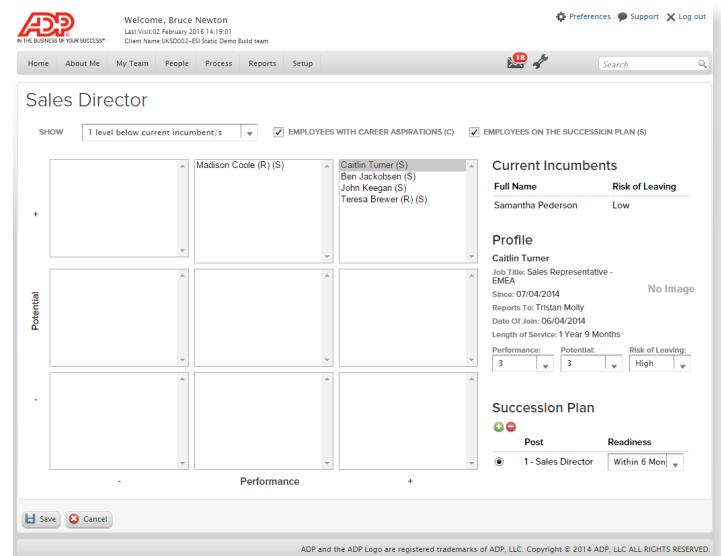 ADP
IN THE BUSINESS OF YOUR SUCCESS℠
Welcome, Bruce Newton
Last Visit:02 February 2016 14:19:01
Client Name:UKSD002-ESI Static Demo Build team
Preferences Support Log out
Home About Me My Team People Process Reports Setup 18 Search
Sales Director
SHOW 1 level below current incumbent/s EMPLOYEES WITH CAREER ASPIRATIONS (C) EMPLOYEES ON THE SUCCESSION PLAN (S)
Madison Coole (R) (S)
Caitlin Turner (S)
Ben Jackobsen (S)
John Keegan (S)
Teresa Brewer (R) (S)
+
Potential
-
- Performance +
Current Incumbents
Full Name Risk of Leaving
Samantha Pederson Low
Profile
Caitlin Turner
Job Title: Sales Representative -
EMEA
No Image
Since: 07/04/2014
Reports To: Tristan Molly
Date Of Join: 06/04/2014
Length of Service: 1 Year 9 Months
Performance: Potential: Risk of Leaving:
3 3 High
Succession Plan
Post Readiness
1 - Sales Director Within 6 Mon
Save Cancel
ADP and the ADP Logo are registered trademarks of ADP, LLC. Copyright © 2014 ADP, LLC ALL RIGHTS RESERVED.